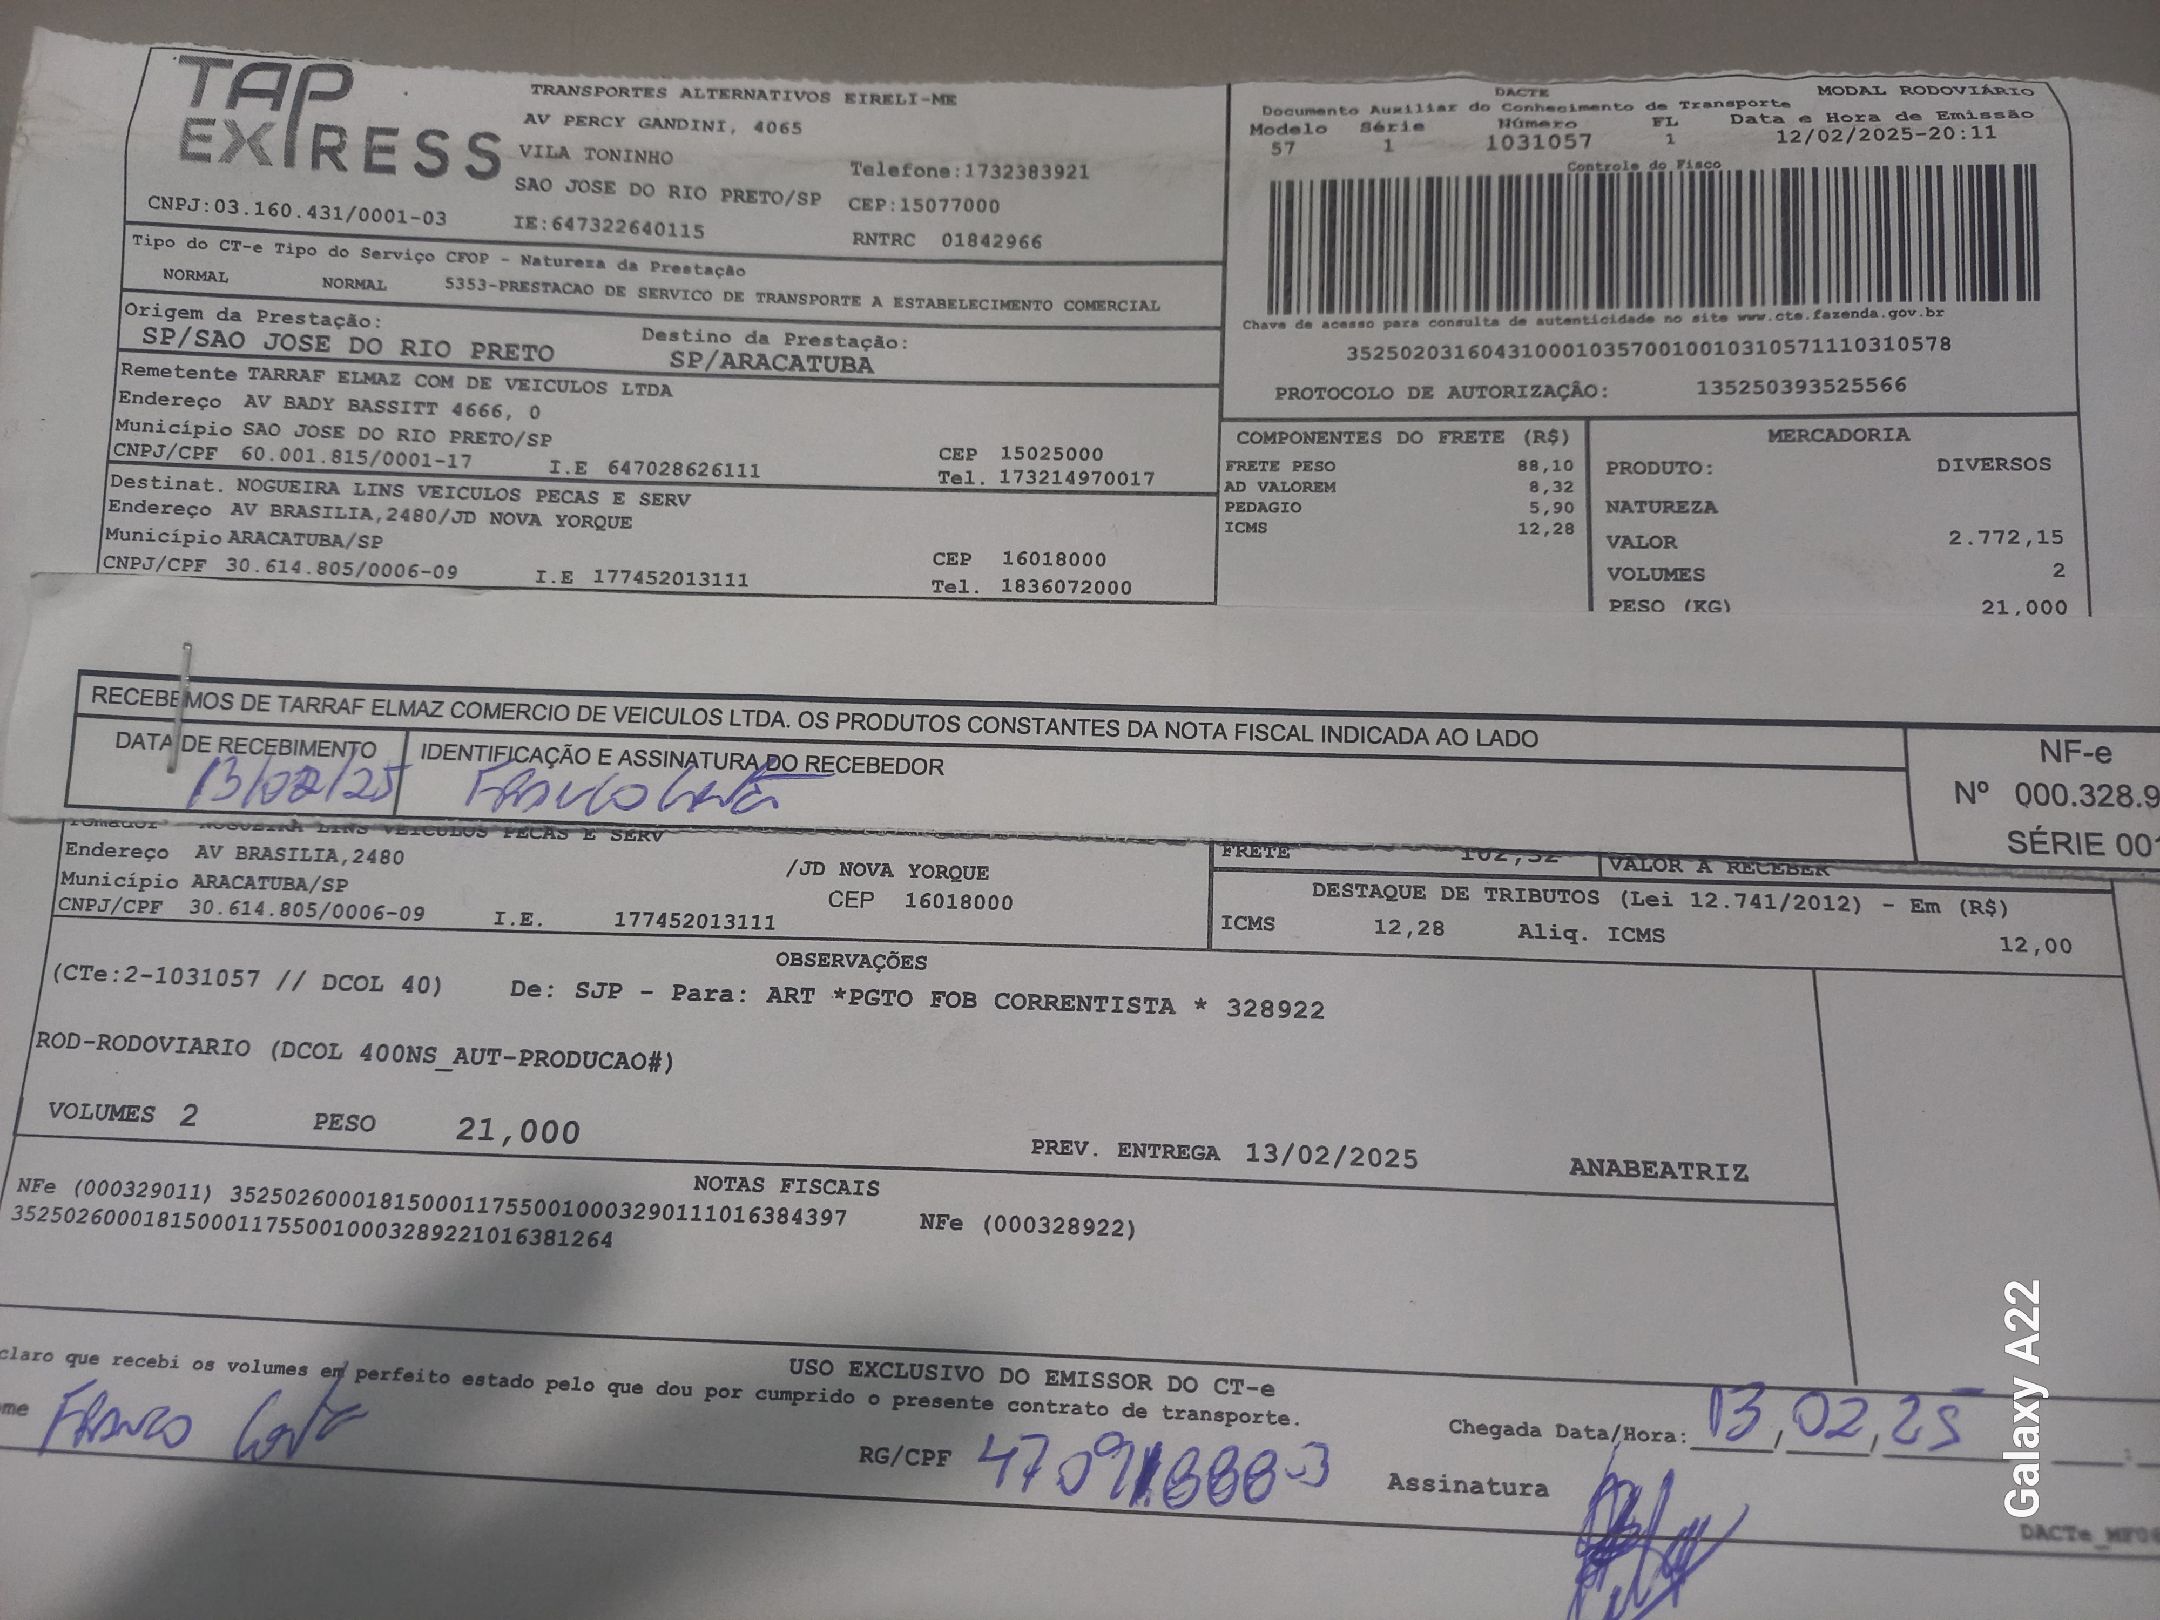 TAP EXPRESS
TRANSPORTES ALTERNATIVOS EIRELI-ME
AV PERCY GANDINI, 4065
VILA TONINHO
Telefone:1732383921
SAO JOSE DO RIO PRETO/SP CEP:15077000
CNPJ:03.160.431/0001-03 IE:647322640115 RNTRC 01842966
Tipo do CT-e Tipo do Serviço CFOP - Natureza da Prestação
NORMAL NORMAL 5353-PRESTACAO DE SERVICO DE TRANSPORTE A ESTABELECIMENTO COMERCIAL
Origem da Prestação: Destino da Prestação:
SP/SAO JOSE DO RIO PRETO SP/ARACATUBA
Remetente TARRAF ELMAZ COM DE VEICULOS LTDA
Endereço AV BADY BASSITT 4666, 0
Município SAO JOSE DO RIO PRETO/SP CEP 15025000
CNPJ/CPF 60.001.815/0001-17 I.E 647028626111 Tel. 173214970017
Destinat. NOGUEIRA LINS VEICULOS PECAS E SERV
Endereço AV BRASILIA,2480/JD NOVA YORQUE
Município ARACATUBA/SP CEP 16018000
CNPJ/CPF 30.614.805/0006-09 I.E 177452013111 Tel. 1836072000
DACTE MODAL RODOVIÁRIO
Documento Auxiliar do Conhecimento de Transporte
Modelo Série Número FL Data e Hora de Emissão
57 1 1031057 1 12/02/2025-20:11
Controle do Fisco
Chave de acesso para consulta de autenticidade no site www.cte.fazenda.gov.br
35250203160431000103570010010310571110310578
PROTOCOLO DE AUTORIZAÇÃO: 135250393525566
COMPONENTES DO FRETE (R$)
FRETE PESO 88,10
AD VALOREM 8,32
PEDAGIO 5,90
ICMS 12,28
MERCADORIA
PRODUTO: DIVERSOS
NATUREZA
VALOR 2.772,15
VOLUMES 2
PESO (KG) 21,000
RECEBEMOS DE TARRAF ELMAZ COMERCIO DE VEICULOS LTDA. OS PRODUTOS CONSTANTES DA NOTA FISCAL INDICADA AO LADO
DATA DE RECEBIMENTO IDENTIFICAÇÃO E ASSINATURA DO RECEBEDOR
13/02/25
NF-e
Nº 000.328.9
SÉRIE 001
Tomador NOGUEIRA LINS VEICULOS PECAS E SERV
Endereço AV BRASILIA,2480 /JD NOVA YORQUE
Município ARACATUBA/SP CEP 16018000
CNPJ/CPF 30.614.805/0006-09 I.E. 177452013111
FRETE 102,32 VALOR A RECEBER
DESTAQUE DE TRIBUTOS (Lei 12.741/2012) - Em (R$)
ICMS 12,28 Aliq. ICMS 12,00
OBSERVAÇÕES
(CTe:2-1031057 // DCOL 40) De: SJP - Para: ART *PGTO FOB CORRENTISTA * 328922
ROD-RODOVIARIO (DCOL 400NS_AUT-PRODUCAO#)
VOLUMES 2 PESO 21,000 PREV. ENTREGA 13/02/2025 ANABEATRIZ
NOTAS FISCAIS
NFe (000329011) 35250260001815000117550010003290111016384397 NFe (000328922)
35250260001815000117550010003289221016381264
USO EXCLUSIVO DO EMISSOR DO CT-e
claro que recebi os volumes em perfeito estado pelo que dou por cumprido o presente contrato de transporte.
me
RG/CPF
Chegada Data/Hora: 13,02,25
Assinatura
Galaxy A22